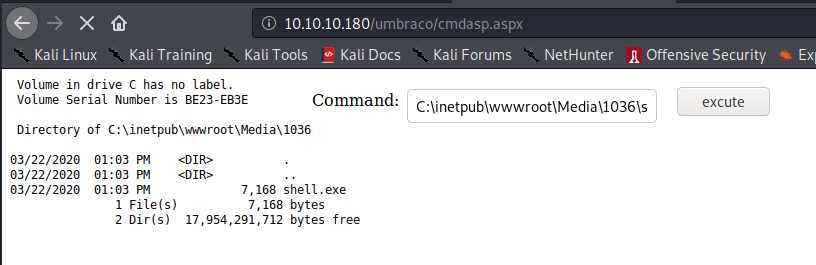 10.10.10.180/umbraco/cmdasp.aspx
Kali Linux Kali Training Kali Tools Kali Docs Kali Forums NetHunter Offensive Security
Volume in drive C has no label.
Volume Serial Number is BE23-EB3E
Command: C:\inetpub\wwwroot\Media\1036\s excute
Directory of C:\inetpub\wwwroot\Media\1036
03/22/2020 01:03 PM <DIR> .
03/22/2020 01:03 PM <DIR> ..
03/22/2020 01:03 PM 7,168 shell.exe
1 File(s) 7,168 bytes
2 Dir(s) 17,954,291,712 bytes free